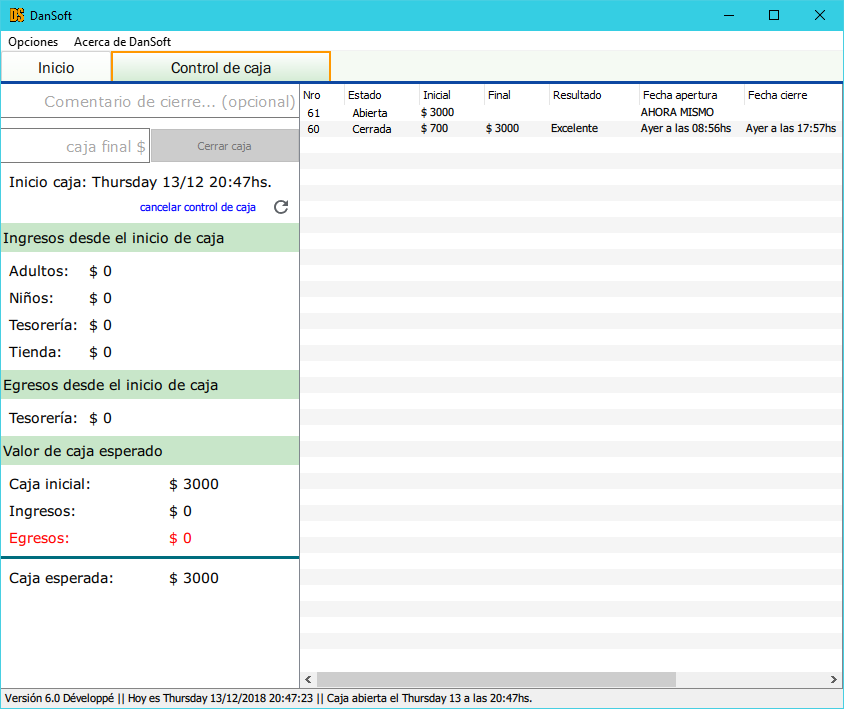 DS DanSoft
Opciones Acerca de DanSoft
Inicio Control de caja
Comentario de cierre... (opcional)
caja final $ Cerrar caja
Inicio caja: Thursday 13/12 20:47hs.
cancelar control de caja
Ingresos desde el inicio de caja
Adultos: $ 0
Niños: $ 0
Tesorería: $ 0
Tienda: $ 0
Egresos desde el inicio de caja
Tesorería: $ 0
Valor de caja esperado
Caja inicial: $ 3000
Ingresos: $ 0
Egresos: $ 0
Caja esperada: $ 3000
Nro Estado Inicial Final Resultado Fecha apertura Fecha cierre
61 Abierta $ 3000 AHORA MISMO
60 Cerrada $ 700 $ 3000 Excelente Ayer a las 08:56hs Ayer a las 17:57hs
Versión 6.0 Développé || Hoy es Thursday 13/12/2018 20:47:23 || Caja abierta el Thursday 13 a las 20:47hs.